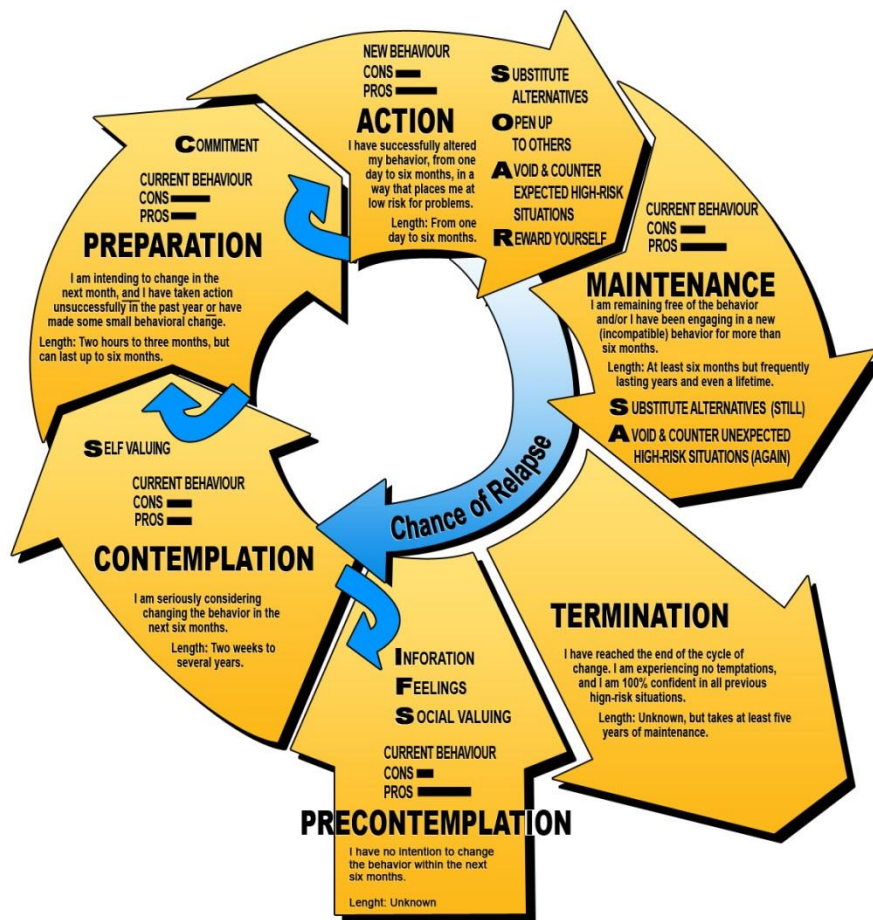 NEW BEHAVIOUR
CONS
PROS
ACTION
I have successfully altered
my behavior, from one
day to six months, in a
way that places me at
low risk for problems.
Length: From one
day to six months.
SUBSTITUTE
ALTERNATIVES
OPEN UP
TO OTHERS
AVOID & COUNTER
EXPECTED HIGH-RISK
SITUATIONS
REWARD YOURSELF
COMMITMENT
CURRENT BEHAVIOUR
CONS
PROS
PREPARATION
I am intending to change in the
next month, and I have taken action
unsuccessfully in the past year or have
made some small behavioral change.
Length: Two hours to three months, but
can last up to six months.
CURRENT BEHAVIOUR
CONS
PROS
MAINTENANCE
I am remaining free of the behavior
and/or I have been engaging in a new
(incompatible) behavior for more than
six months.
Length: At least six months but frequently
lasting years and even a lifetime.
SUBSTITUTE ALTERNATIVES (STILL)
AVOID & COUNTER UNEXPECTED
HIGH-RISK SITUATIONS (AGAIN)
SELF VALUING
CURRENT BEHAVIOUR
CONS
PROS
CONTEMPLATION
I am seriously considering
changing the behavior in the
next six months.
Length: Two weeks to
several years.
Chance of Relapse
INFORATION
FEELINGS
SOCIAL VALUING
CURRENT BEHAVIOUR
CONS
PROS
PRECONTEMPLATION
I have no intention to change
the behavior within the next
six months.
Lenght: Unknown
TERMINATION
I have reached the end of the cycle of
change. I am experiencing no temptations,
and I am 100% confident in all previous
hign-risk situations.
Length: Unknown, but takes at least five
years of maintenance.